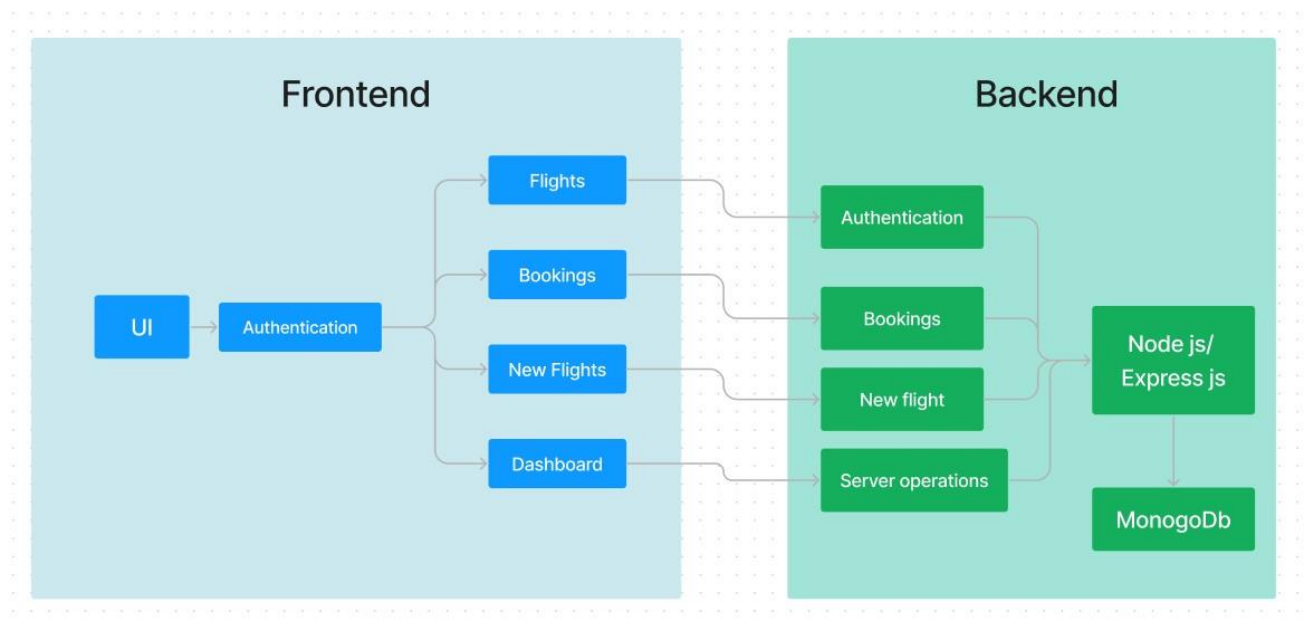 Frontend
UI
Authentication
Flights
Bookings
New Flights
Dashboard
Backend
Authentication
Bookings
New flight
Server operations
Node js/
Express js
MonogoDb